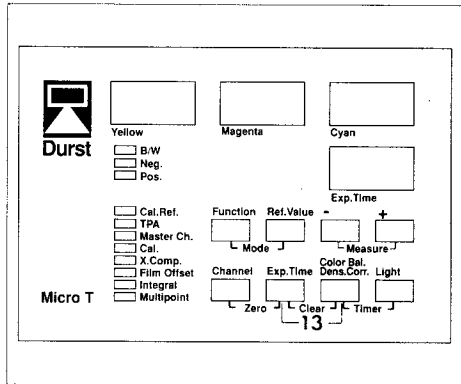 Yellow Magenta Cyan
Durst
B/W
Neg.
Pos.
Exp.Time
Cal.Ref.
TPA
Master Ch.
Cal.
X.Comp.
Film Offset
Integral
Multipoint
Function Ref.Value - +
Mode Measure
Color Bal.
Channel Exp.Time Dens.Corr. Light
Micro T
Zero Clear Timer
13